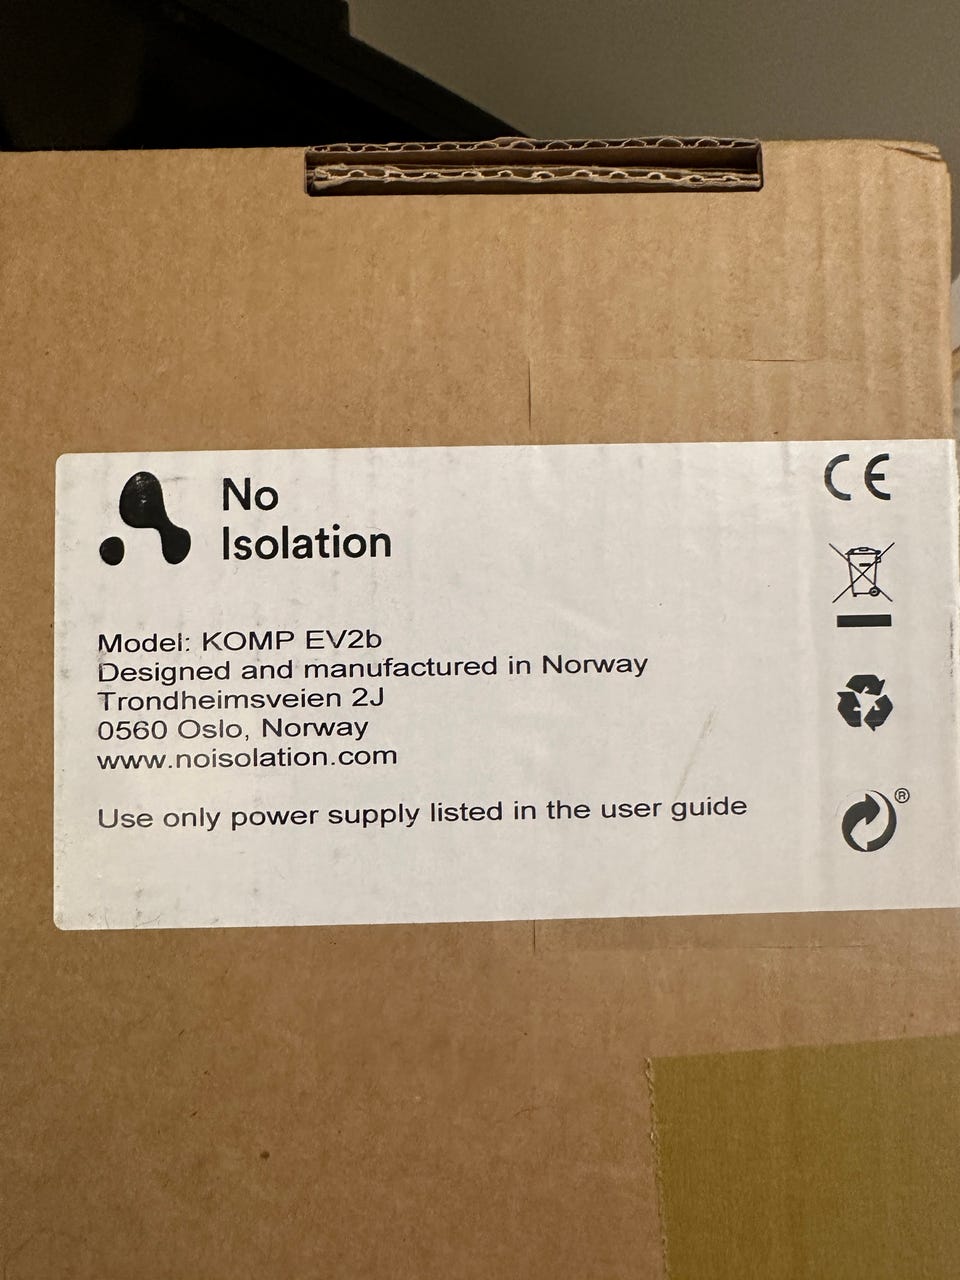 No
Isolation
Model: KOMP EV2b
Designed and manufactured in Norway
Trondheimsveien 2J
0560 Oslo, Norway
www.noisolation.com
Use only power supply listed in the user guide
CE
®